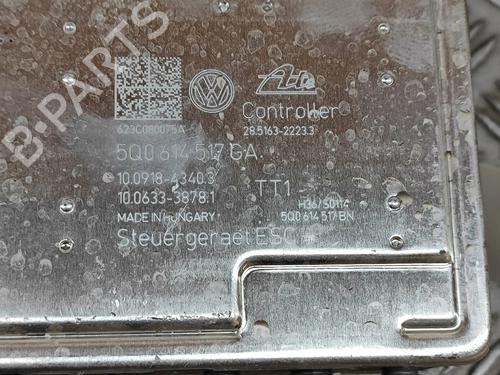 B-PARTS
Ate
623C080075A
Controller
28.5163-2223.3
5Q0 614 517 GA
10.0918-4340.3
10.0633-3878.1
TT1
H36/S0114
MADE IN HUNGARY
5Q0 614 517 BN
Steuergeraet ESC